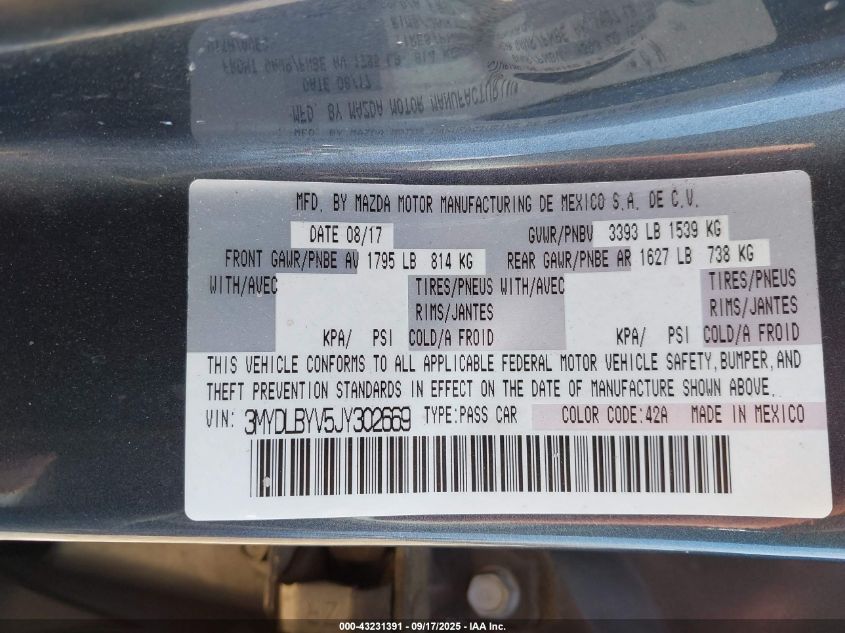 MFD. BY MAZDA MOTOR MANUFACTURING DE MEXICO S.A. DE C.V.
DATE 08/17 GVWR/PNBV 3393 LB 1539 KG
FRONT GAWR/PNBE AV 1795 LB 814 KG REAR GAWR/PNBE AR 1627 LB 738 KG
WITH/AVEC TIRES/PNEUS WITH/AVEC TIRES/PNEUS
RIMS/JANTES RIMS/JANTES
KPA/ PSI COLD/A FROID KPA/ PSI COLD/A FROID
THIS VEHICLE CONFORMS TO ALL APPLICABLE FEDERAL MOTOR VEHICLE SAFETY, BUMPER, AND
THEFT PREVENTION STANDARDS IN EFFECT ON THE DATE OF MANUFACTURE SHOWN ABOVE.
VIN: 3MYDLBYV5JY302669 TYPE:PASS CAR COLOR CODE:42A MADE IN MEXICO
000-43231391 - 09/17/2025 - IAA Inc.